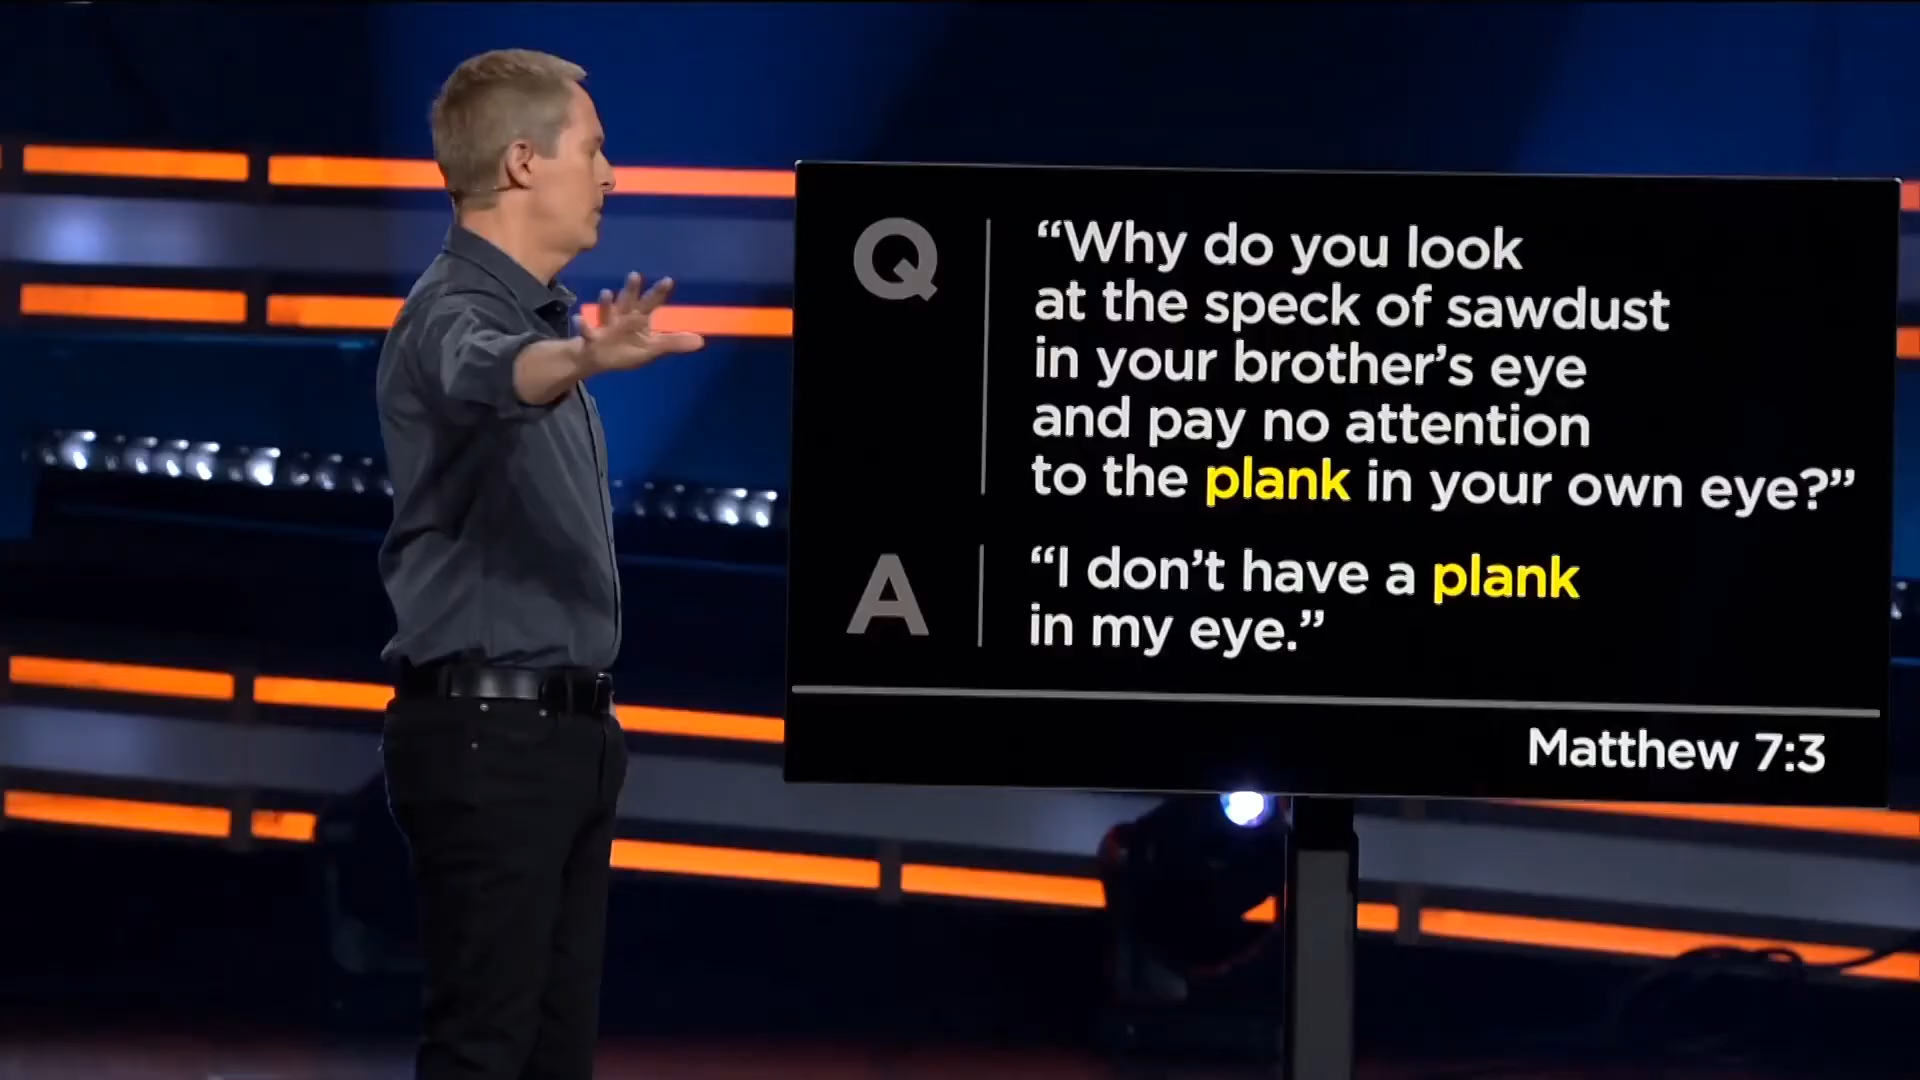 Q
“Why do you look
at the speck of sawdust
in your brother’s eye
and pay no attention
to the plank in your own eye?”
A
“I don’t have a plank
in my eye.”
Matthew 7:3